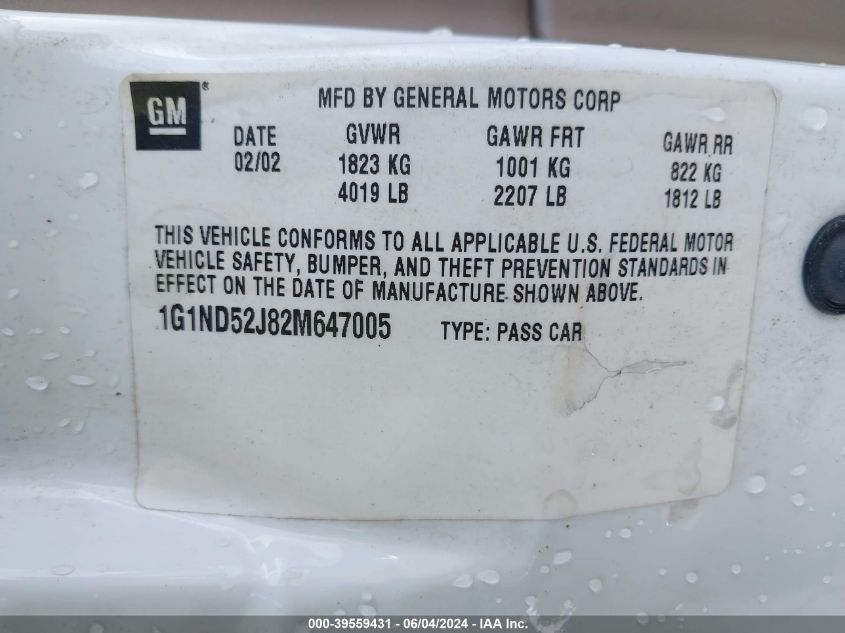 GM®
MFD BY GENERAL MOTORS CORP
DATE GVWR GAWR FRT GAWR RR
02/02 1823 KG 1001 KG 822 KG
4019 LB 2207 LB 1812 LB
THIS VEHICLE CONFORMS TO ALL APPLICABLE U.S. FEDERAL MOTOR
VEHICLE SAFETY, BUMPER, AND THEFT PREVENTION STANDARDS IN
EFFECT ON THE DATE OF MANUFACTURE SHOWN ABOVE.
1G1ND52J82M647005 TYPE: PASS CAR
000-39559431 - 06/04/2024 - IAA Inc.